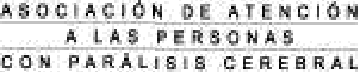 ASOCIACIÓN DE ATENCIÓN
A LAS PERSONAS
CON PARÁLISIS CEREBRAL